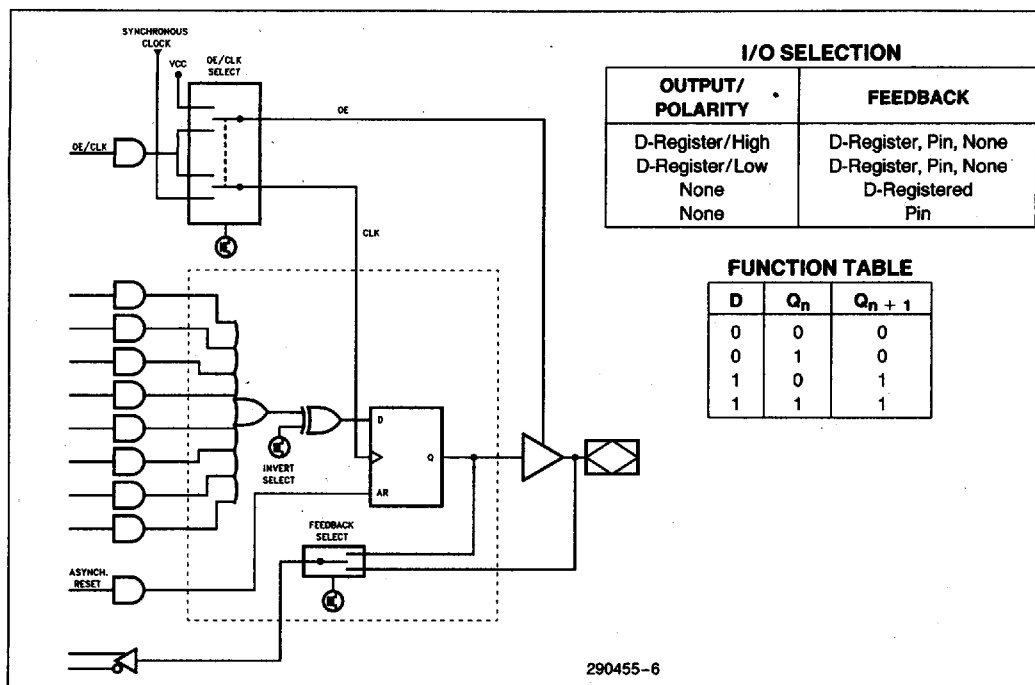 SYNCHRONOUS
CLOCK
VCC
OE/CLK
SELECT
OE
OE/CLK
CLK
D
Q
AR
INVERT
SELECT
FEEDBACK
SELECT
ASYNCH.
RESET
I/O SELECTION
OUTPUT/
POLARITY
FEEDBACK
D-Register/High D-Register, Pin, None
D-Register/Low D-Register, Pin, None
None D-Registered
None Pin
FUNCTION TABLE
D Qn Qn + 1
0 0 0
0 1 0
1 0 1
1 1 1
290455-6